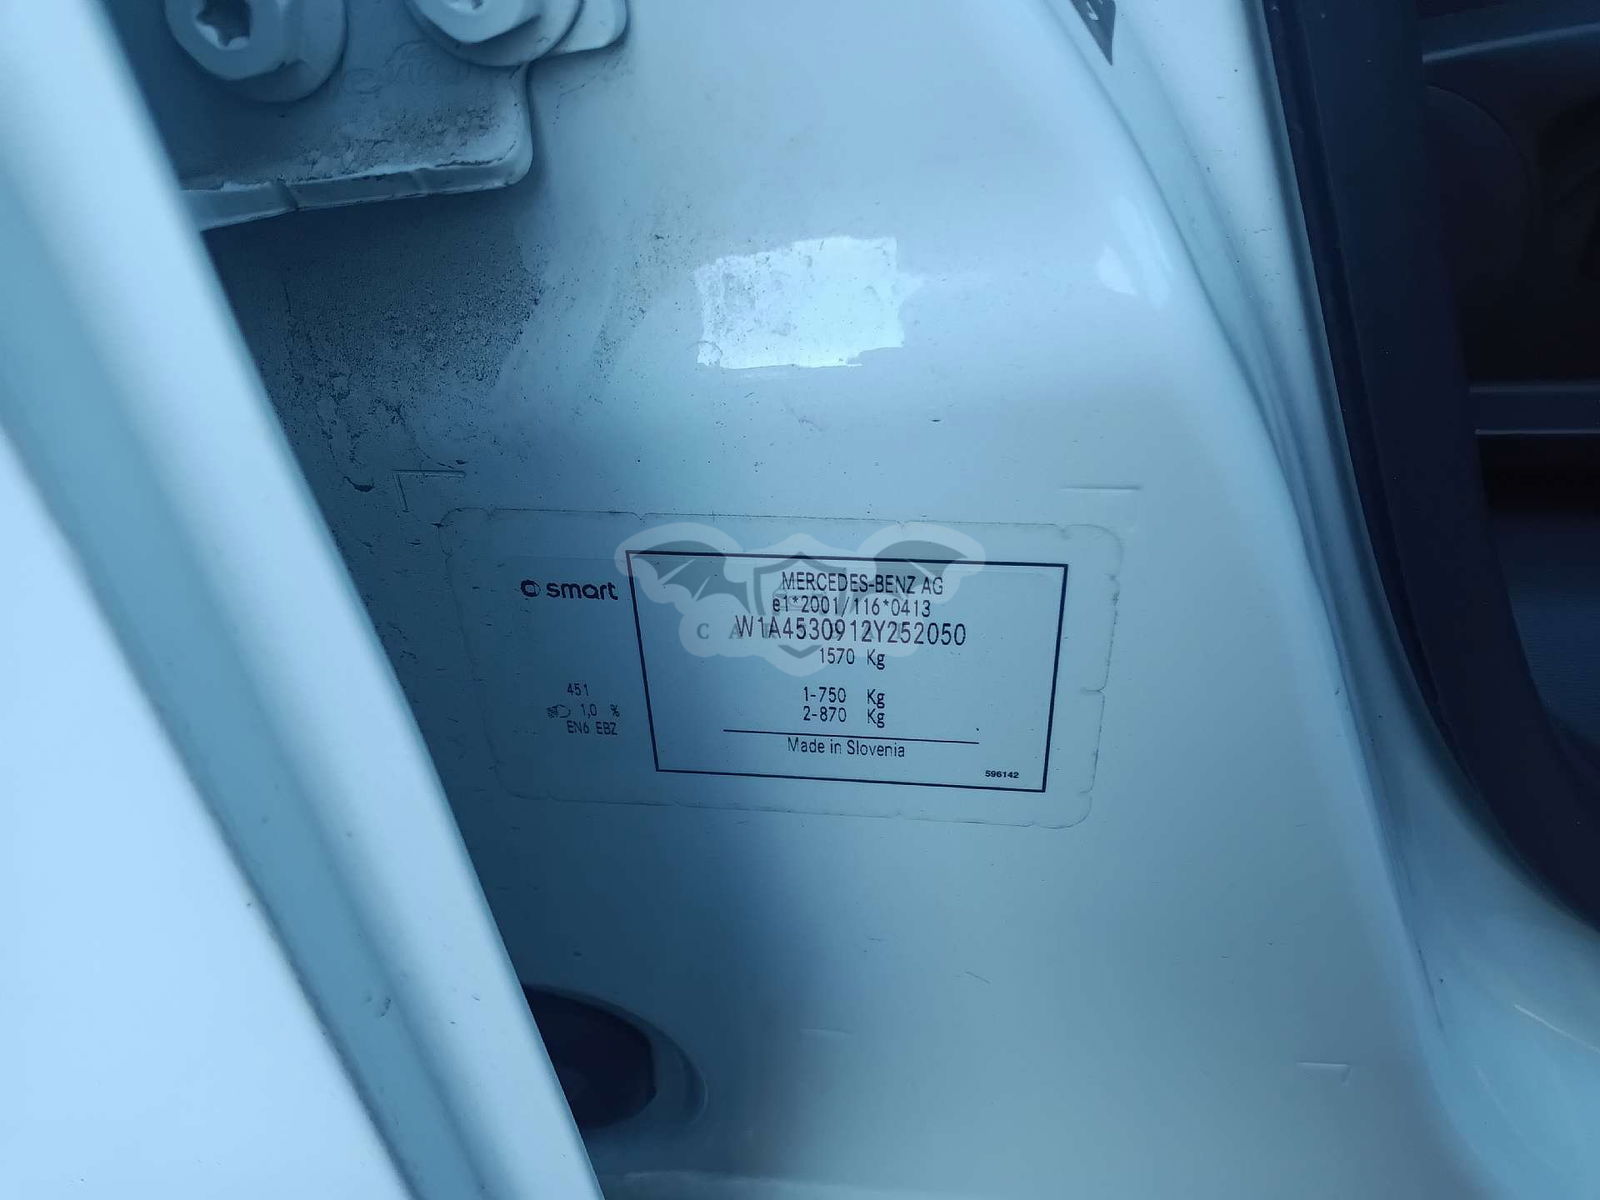 smart
451
1,0 %
EN6 EBZ
MERCEDES-BENZ AG
e1*2001/116*0413
W1A4530912Y252050
1570 Kg
1-750 Kg
2-870 Kg
Made in Slovenia
596142